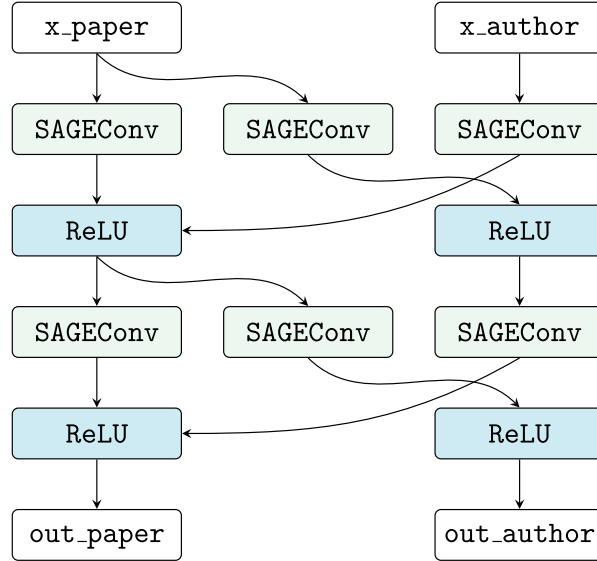 x_paper x_author
SAGEConv SAGEConv SAGEConv
ReLU ReLU
SAGEConv SAGEConv SAGEConv
ReLU ReLU
out_paper out_author